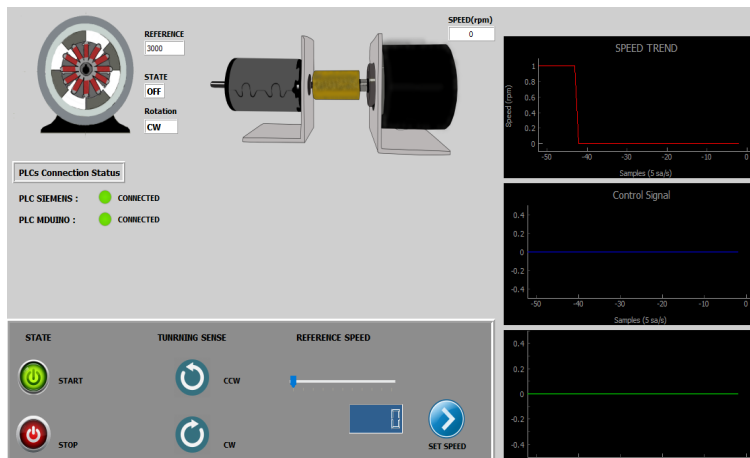 REFERENCE
3000
STATE
OFF
Rotation
CW
SPEED(rpm)
0
PLCs Connection Status
PLC SIEMENS : CONNECTED
PLC MDUINO : CONNECTED
SPEED TREND
Speed (rpm)
1
0.8
0.6
0.4
0.2
0
-50 -40 -30 -20 -10 0
Samples (5 sa/s)
Control Signal
0.4
0.2
0
-0.2
-0.4
-50 -40 -30 -20 -10 0
Samples (5 sa/s)
0.4
0.2
0
-0.2
-0.4
STATE TUNRNING SENSE REFERENCE SPEED
START CCW
0
STOP CW SET SPEED